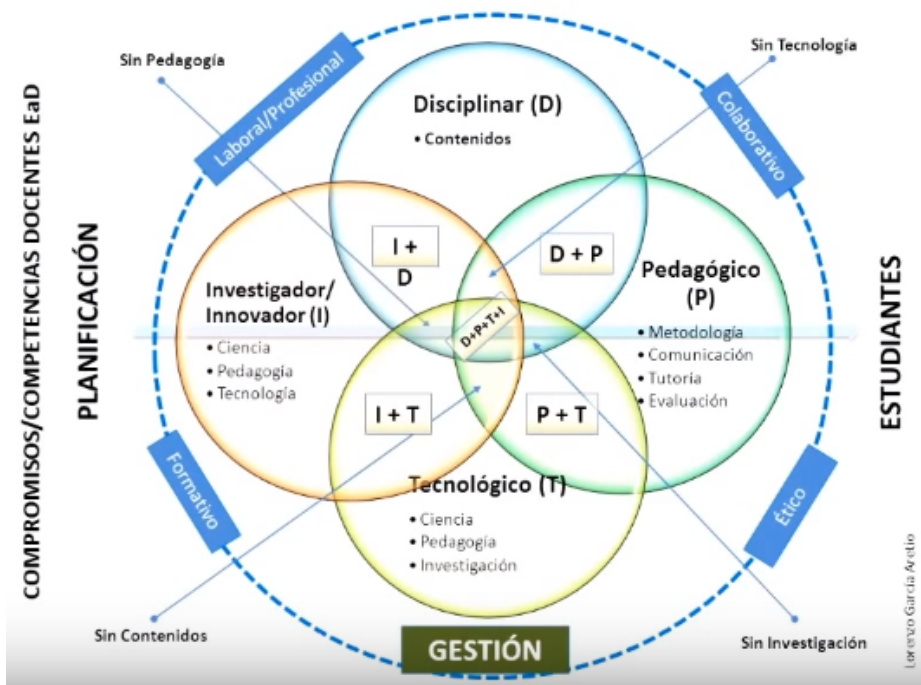 COMPROMISOS/COMPETENCIAS DOCENTES EaD
PLANIFICACIÓN
Sin Pedagogía
Laboral/Profesional
Sin Tecnología
Colaborativo
Disciplinar (D)
• Contenidos
I +
D
D + P
Investigador/
Innovador (I)
• Ciencia
• Pedagogía
• Tecnología
D+P+T+I
Pedagógico
(P)
• Metodología
• Comunicación
• Tutoría
• Evaluación
I + T
P + T
Tecnológico (T)
• Ciencia
• Pedagogía
• Investigación
Formativo
Ético
Sin Contenidos
Sin Investigación
GESTIÓN
ESTUDIANTES
Lorenzo García Aretio